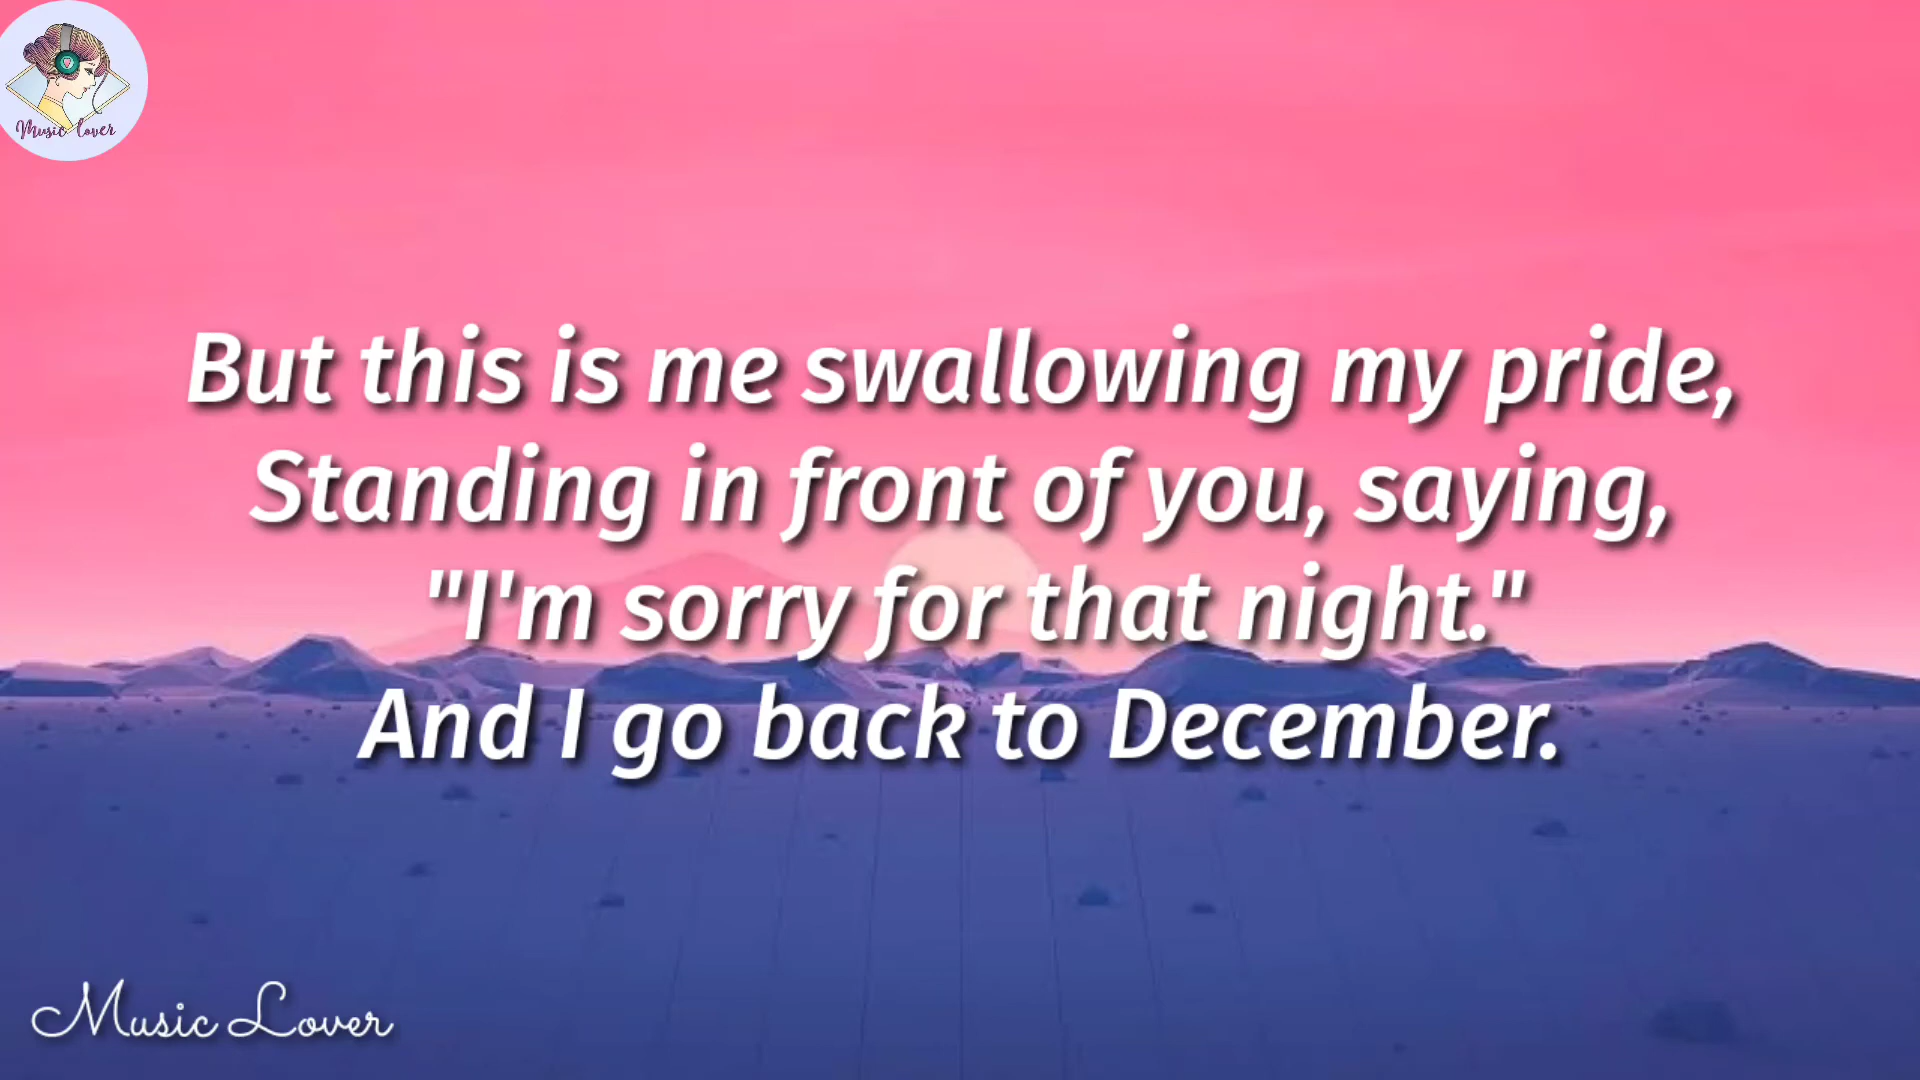 Music Lover
But this is me swallowing my pride,
Standing in front of you, saying,
"I'm sorry for that night."
And I go back to December.
Music Lover